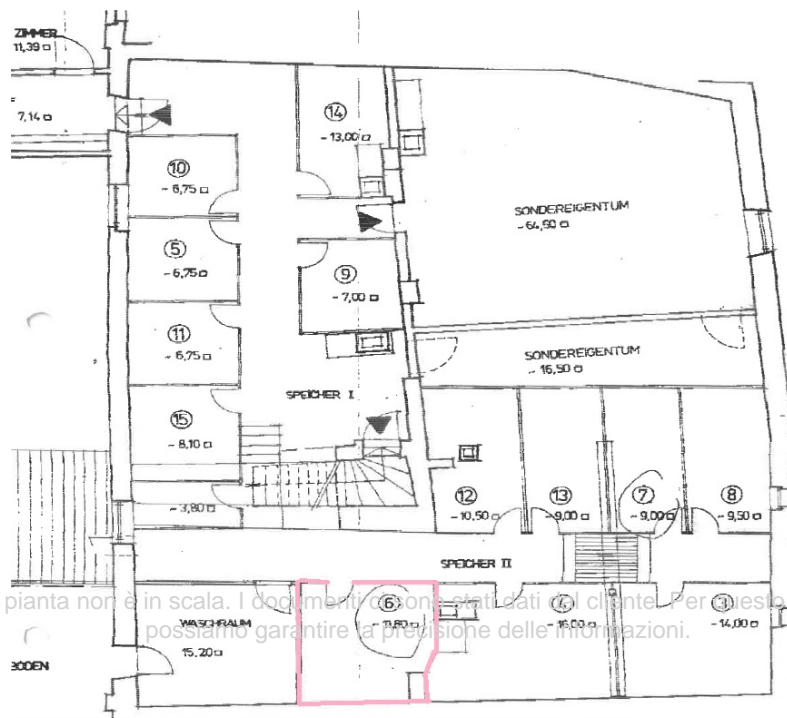 ZIMMER
11,39 □
7,14 □
10
~ 6,75 □
14
~ 13,00 □
SONDEREIGENTUM
~ 64,50 □
5
~ 6,75 □
9
~ 7,00 □
11
~ 6,75 □
SONDEREIGENTUM
~ 16,50 □
SPEICHER I
15
~ 8,10 □
~ 3,80 □
12
~ 10,50 □
13
~ 9,00 □
7
~ 9,00 □
8
~ 9,50 □
SPEICHER II
pianta non è in scala. I documenti ci sono stati dati dal cliente. Per questo
possiamo garantire la precisione delle informazioni.
WASCHRAUM
15,20 □
6
~ 11,80 □
~ 16,00 □
~ 14,00 □
BODEN